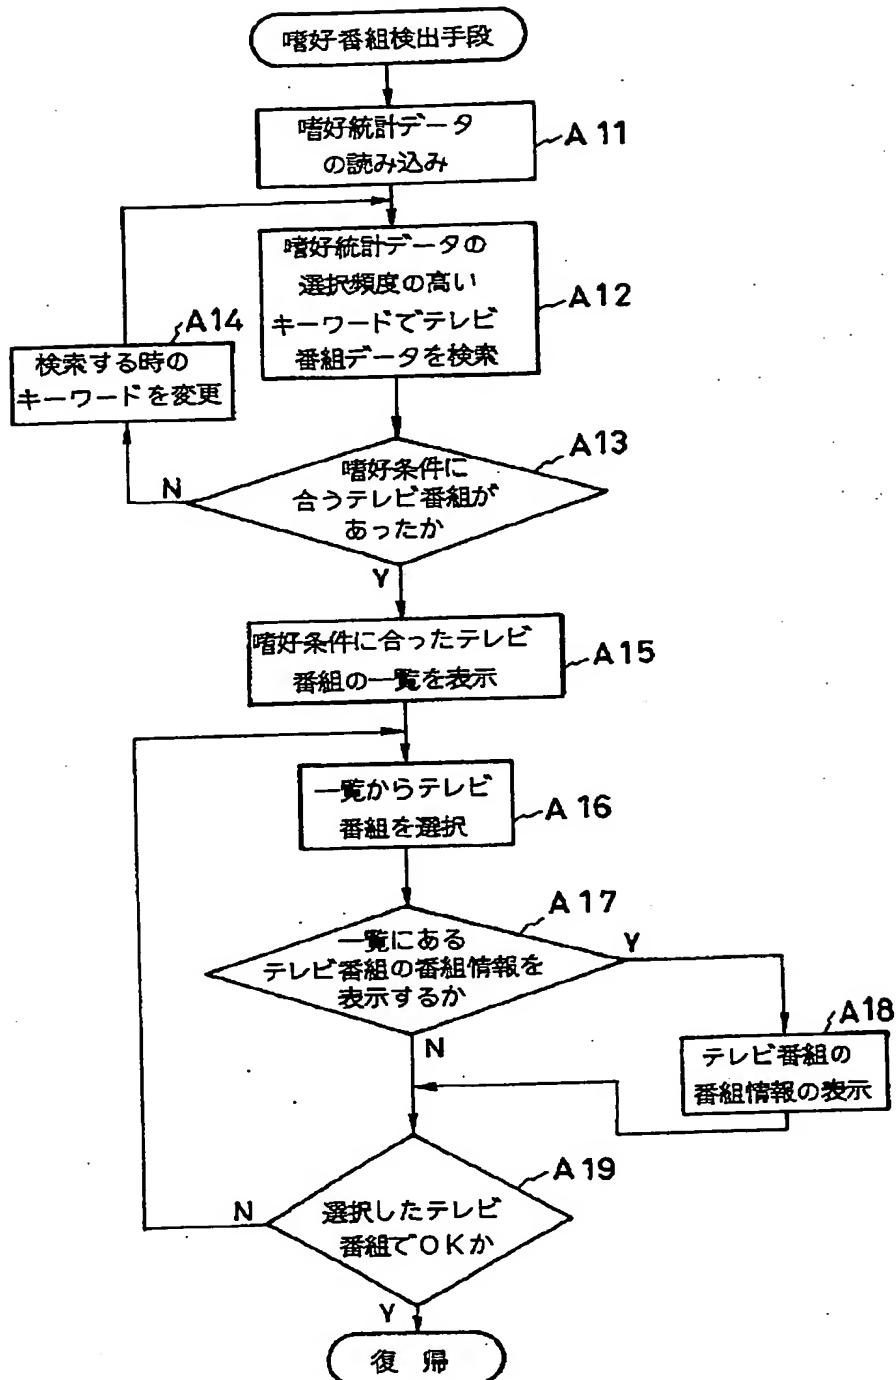 嗜好番組検出手段
嗜好統計データ
の読み込み
A11
嗜好統計データの
選択頻度の高い
キーワードでテレビ
番組データを検索
A12
A14
検索する時の
キーワードを変更
A13
嗜好条件に
合うテレビ番組が
あったか
N
Y
嗜好条件に合ったテレビ
番組の一覧を表示
A15
一覧からテレビ
番組を選択
A16
A17
一覧にある
テレビ番組の番組情報を
表示するか
Y
N
A18
テレビ番組の
番組情報の表示
A19
選択したテレビ
番組でOKか
N
Y
復帰